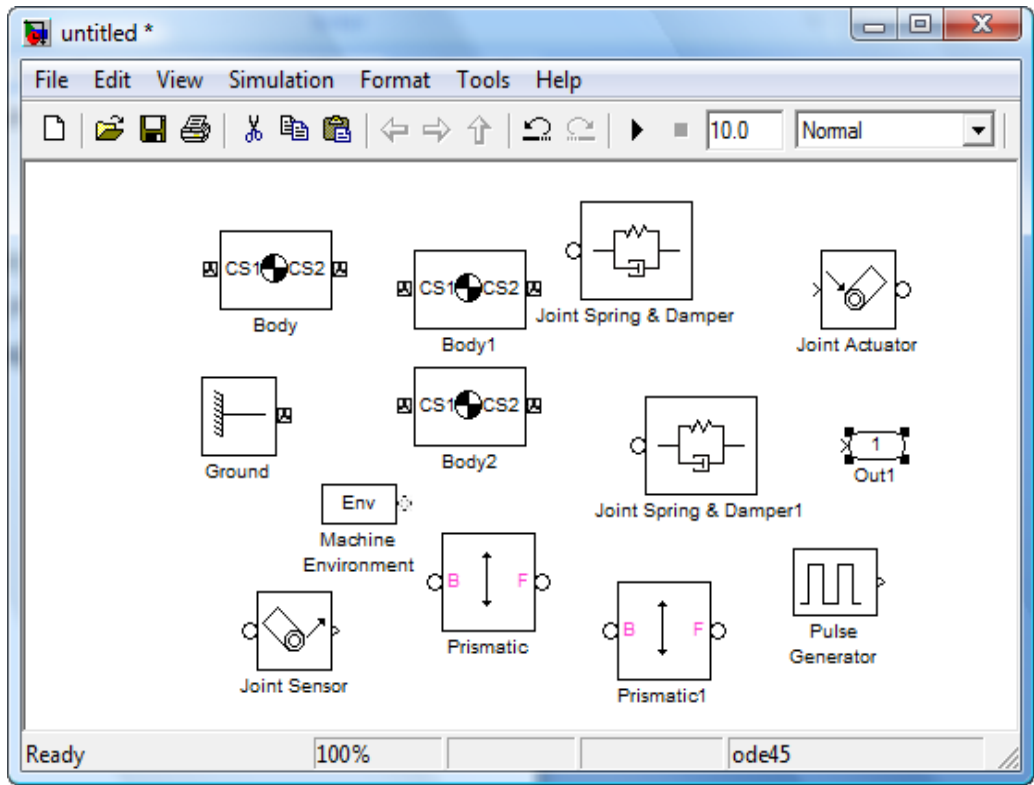 untitled *
File Edit View Simulation Format Tools Help
10.0 Normal
CS1 CS2
Body
CS1 CS2
Body1
Joint Spring & Damper
Joint Actuator
Ground
CS1 CS2
Body2
Joint Spring & Damper1
1
Out1
Env
Machine
Environment
B F
Prismatic
B F
Prismatic1
Pulse
Generator
Joint Sensor
Ready 100% ode45